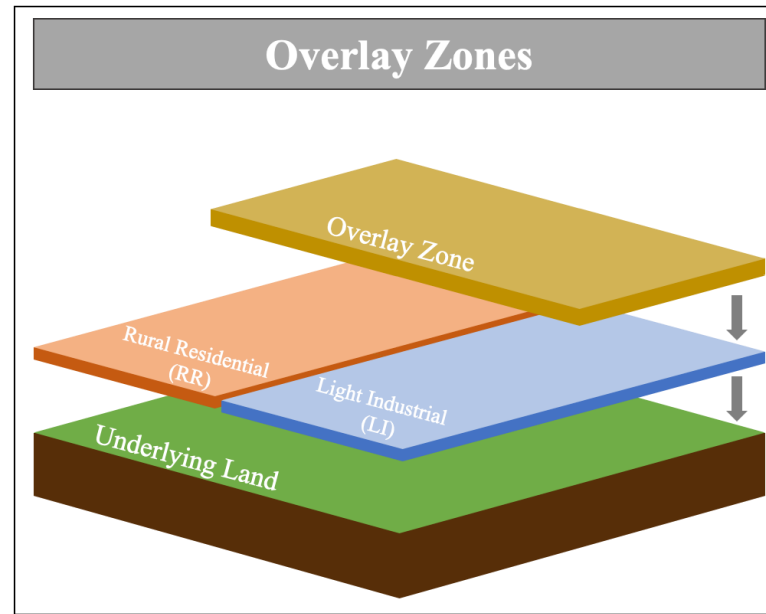 Overlay Zones
Overlay Zone
Rural Residential
(RR)
Light Industrial
(LI)
Underlying Land